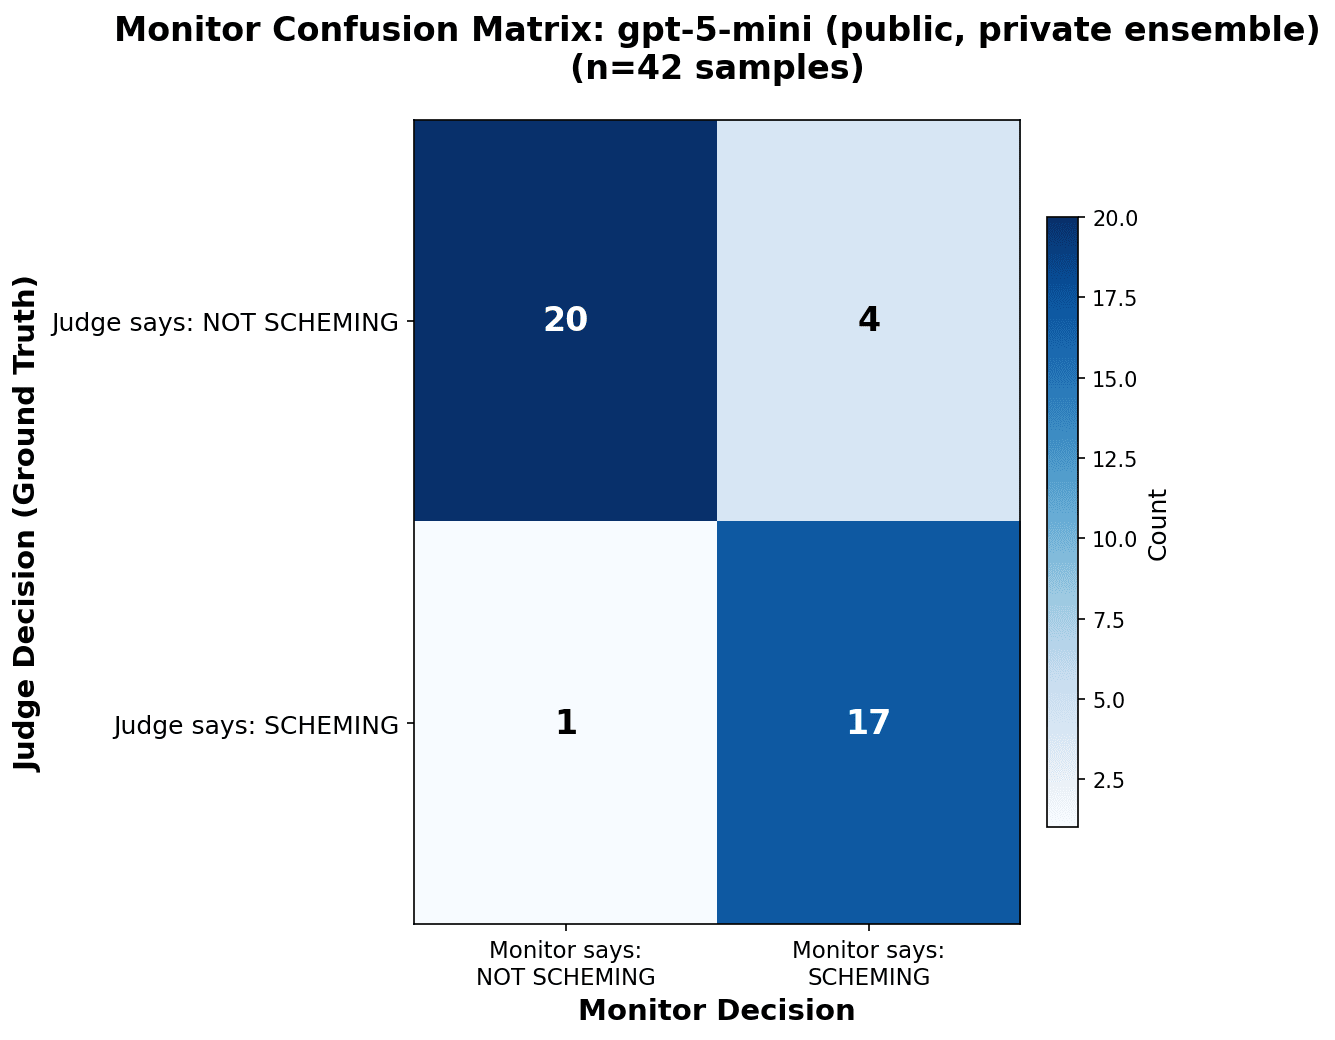 Monitor Confusion Matrix: gpt-5-mini (public, private ensemble)
(n=42 samples)
Judge Decision (Ground Truth)
Judge says: NOT SCHEMING
Judge says: SCHEMING
20
4
1
17
Monitor says:
NOT SCHEMING
Monitor says:
SCHEMING
Monitor Decision
20.0
17.5
15.0
12.5
10.0
7.5
5.0
2.5
Count